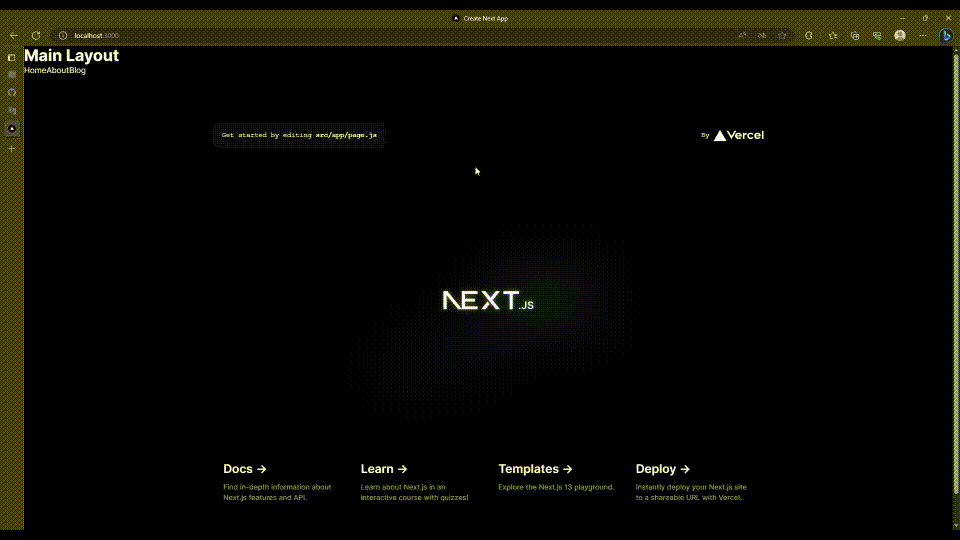 Create Next App
localhost:3000
Main Layout
HomeAboutBlog
Get started by editing src/app/page.js
By Vercel
NEXT.JS
Docs ->
Find in-depth information about
Next.js features and API.
Learn ->
Learn about Next.js in an
interactive course with quizzes!
Templates ->
Explore the Next.js 13 playground.
Deploy ->
Instantly deploy your Next.js site
to a shareable URL with Vercel.